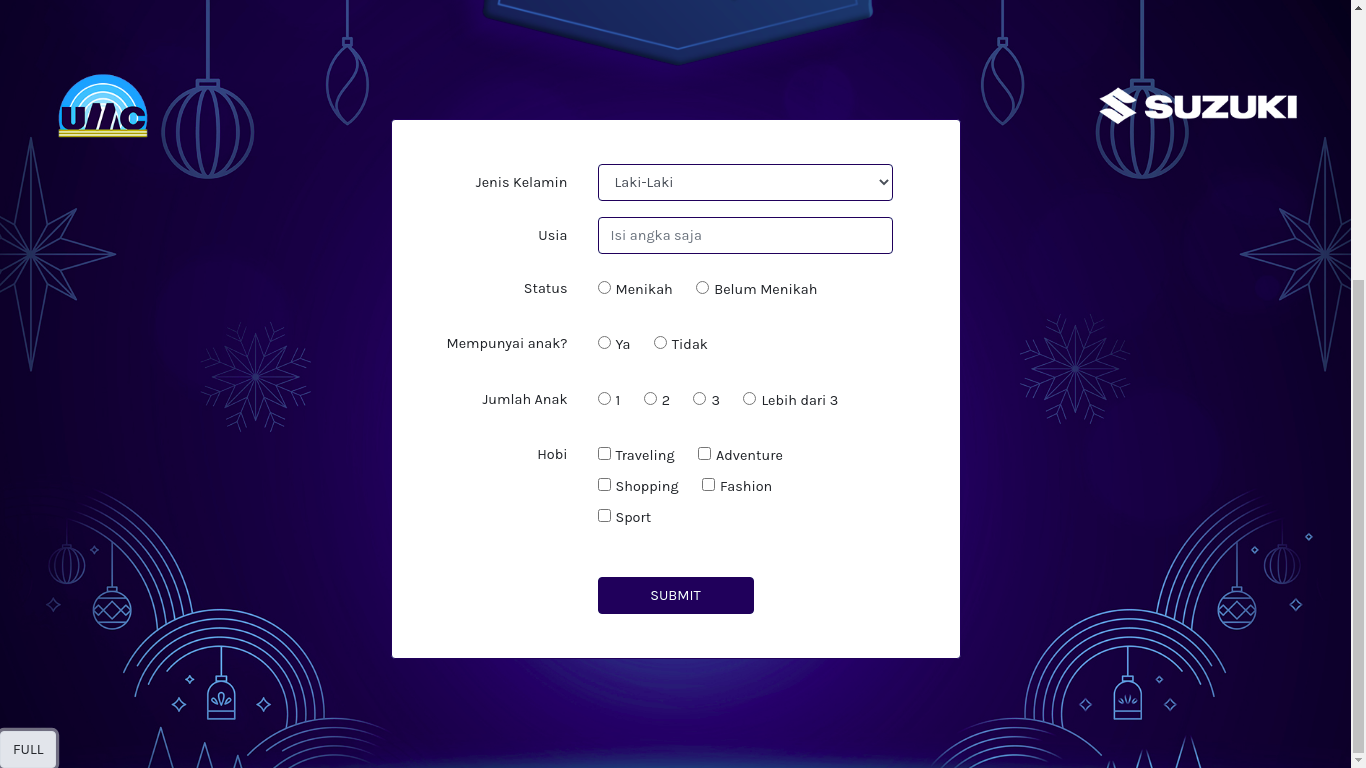 UMC
SUZUKI
Jenis Kelamin Laki-Laki
Usia Isi angka saja
Status Menikah Belum Menikah
Mempunyai anak? Ya Tidak
Jumlah Anak 1 2 3 Lebih dari 3
Hobi Traveling Adventure
Shopping Fashion
Sport
SUBMIT
FULL